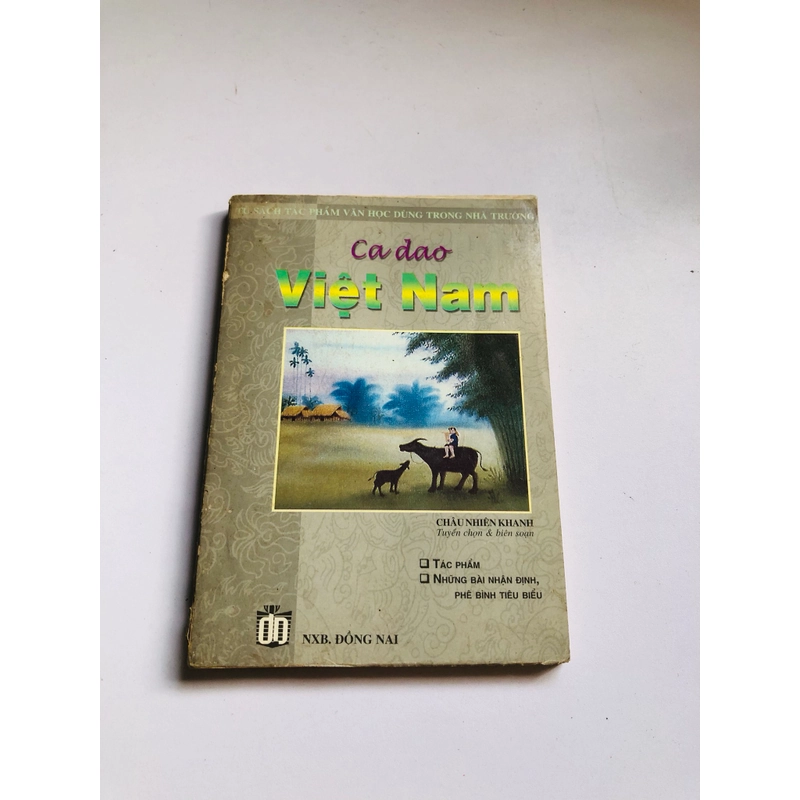 TỦ SÁCH TÁC PHẨM VĂN HỌC DÙNG TRONG NHÀ TRƯỜNG
Ca dao
Việt Nam
CHÂU NHIÊN KHANH
Tuyển chọn & biên soạn
TÁC PHẨM
NHỮNG BÀI NHẬN ĐỊNH,
PHÊ BÌNH TIÊU BIỂU
ĐN
NXB. ĐỒNG NAI